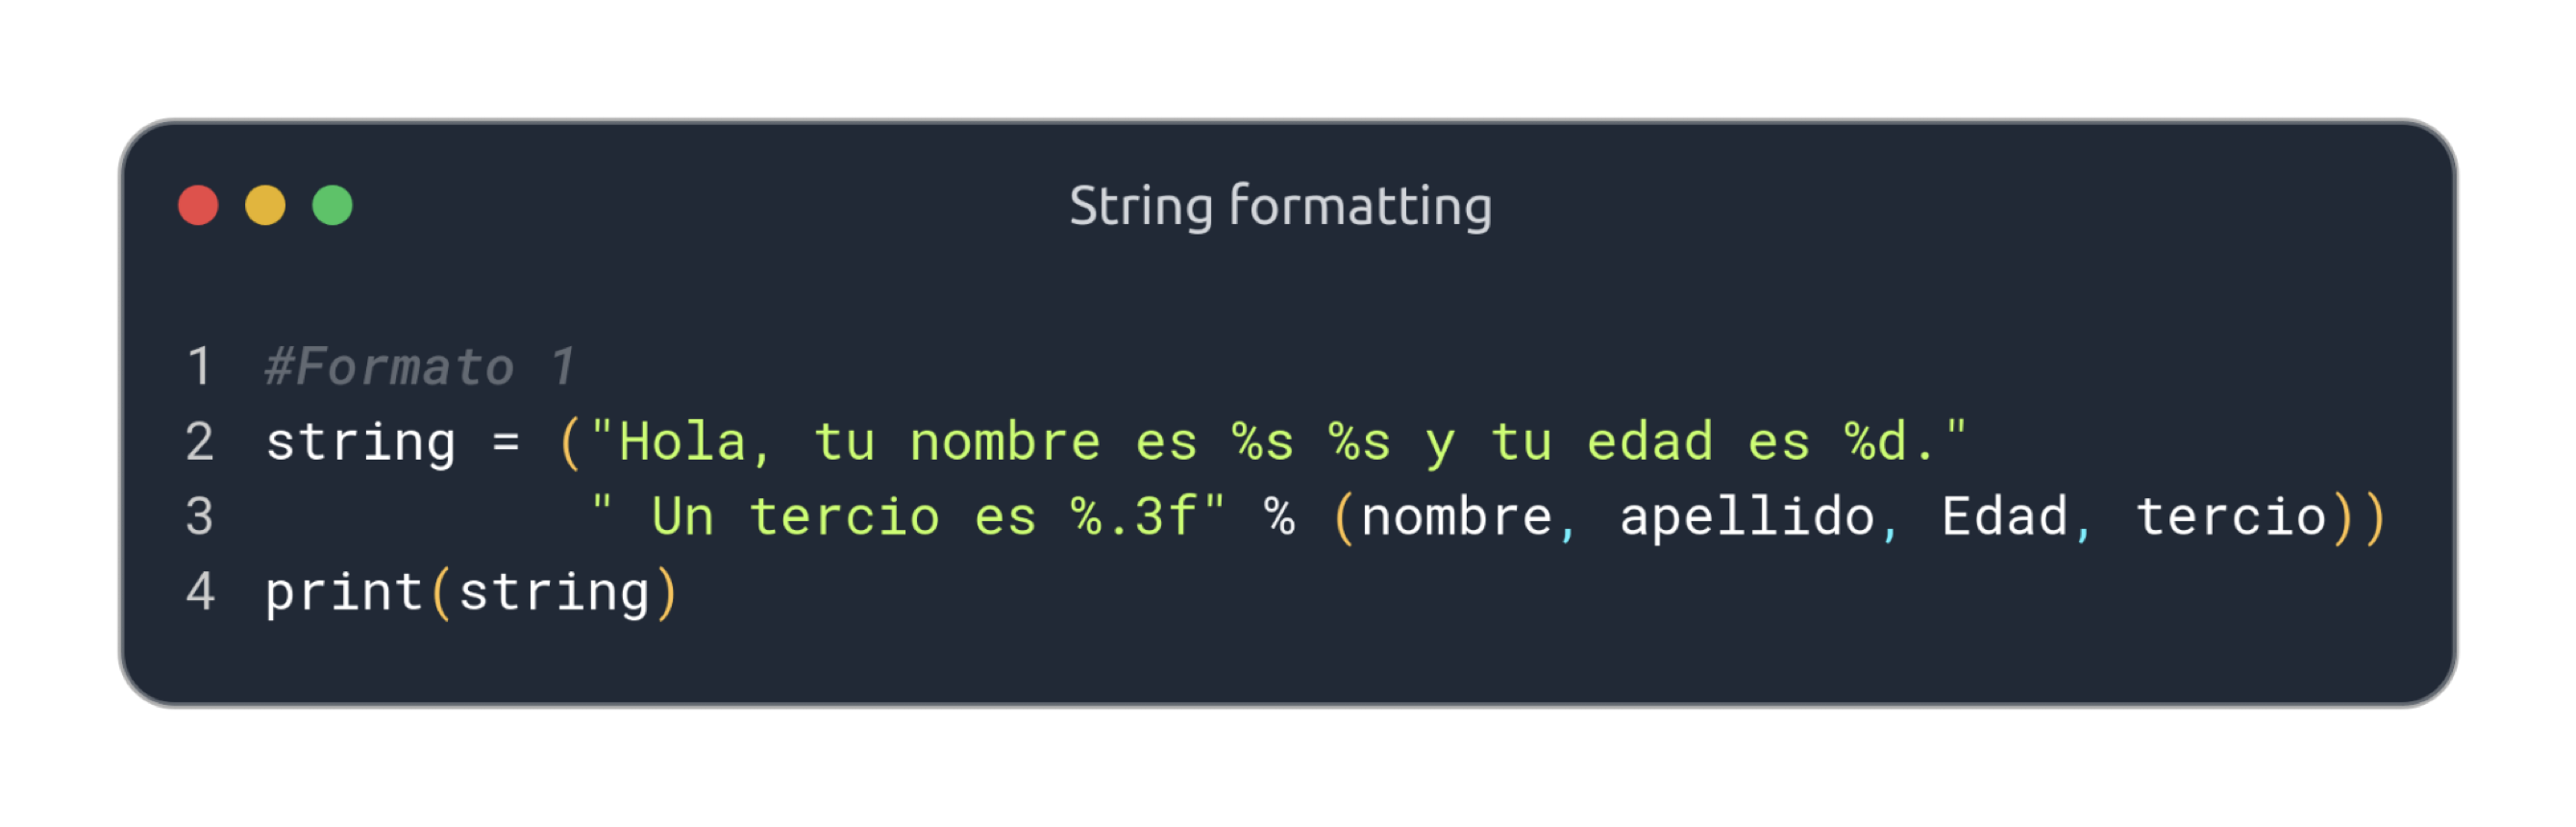 String formatting
1 #Formato 1
2 string = ("Hola, tu nombre es %s %s y tu edad es %d."
3           " Un tercio es %.3f" % (nombre, apellido, Edad, tercio))
4 print(string)